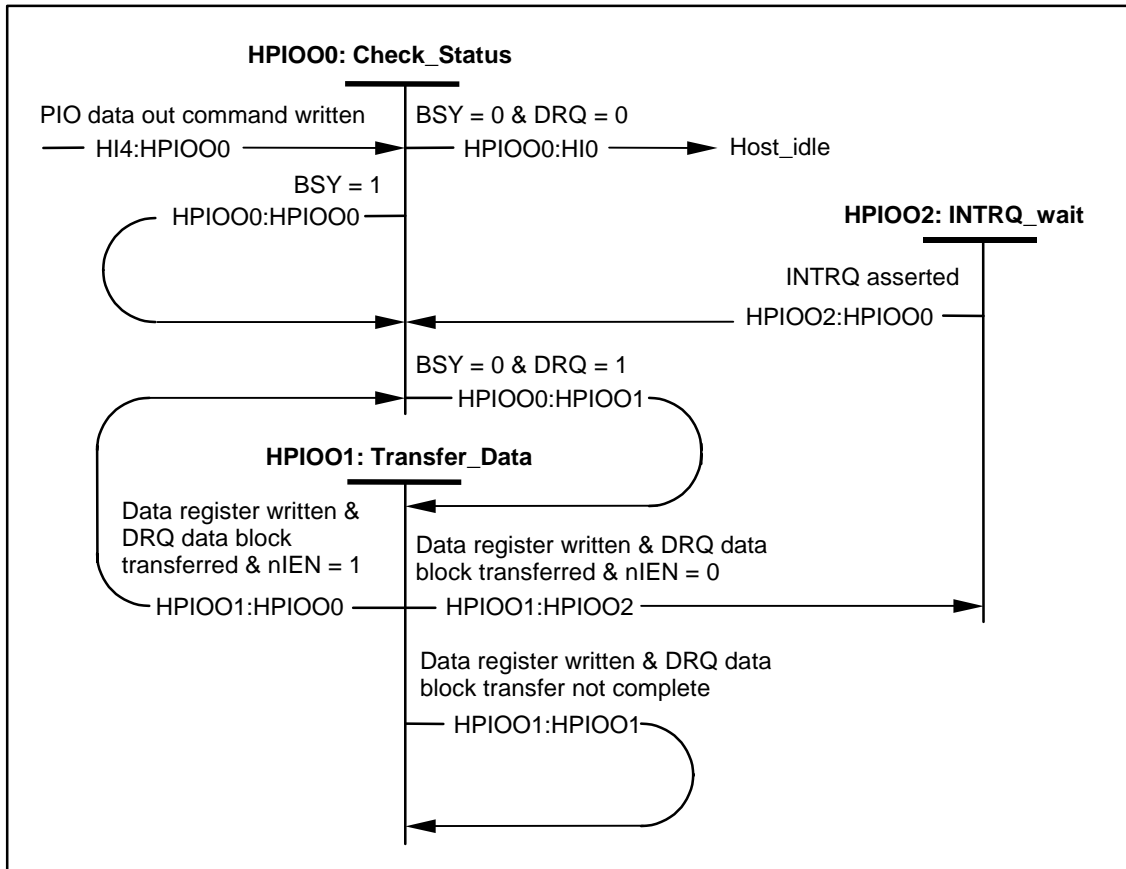 HPIOO0: Check_Status
PIO data out command written
BSY = 0 & DRQ = 0
HI4:HPIOO0
HPIOO0:HI0
Host_idle
BSY = 1
HPIOO0:HPIOO0
HPIOO2: INTRQ_wait
INTRQ asserted
HPIOO2:HPIOO0
BSY = 0 & DRQ = 1
HPIOO0:HPIOO1
HPIOO1: Transfer_Data
Data register written &
DRQ data block
transferred & nIEN = 1
Data register written & DRQ data
block transferred & nIEN = 0
HPIOO1:HPIOO0
HPIOO1:HPIOO2
Data register written & DRQ data
block transfer not complete
HPIOO1:HPIOO1